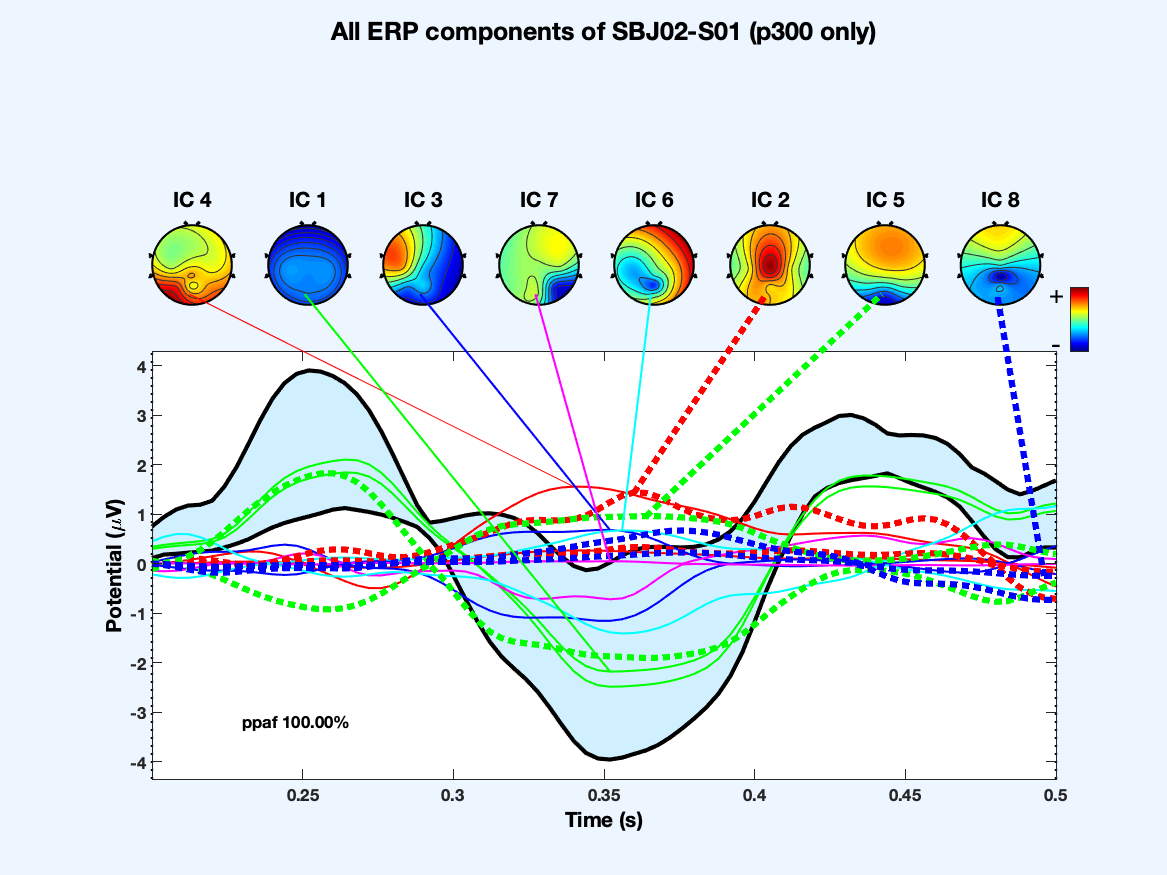 All ERP components of SBJ02-S01 (p300 only)
IC 4 IC 1 IC 3 IC 7 IC 6 IC 2 IC 5 IC 8
+
-
4
3
2
1
0
-1
-2
-3
-4
Potential (μV)
ppaf 100.00%
0.25 0.3 0.35 0.4 0.45 0.5
Time (s)